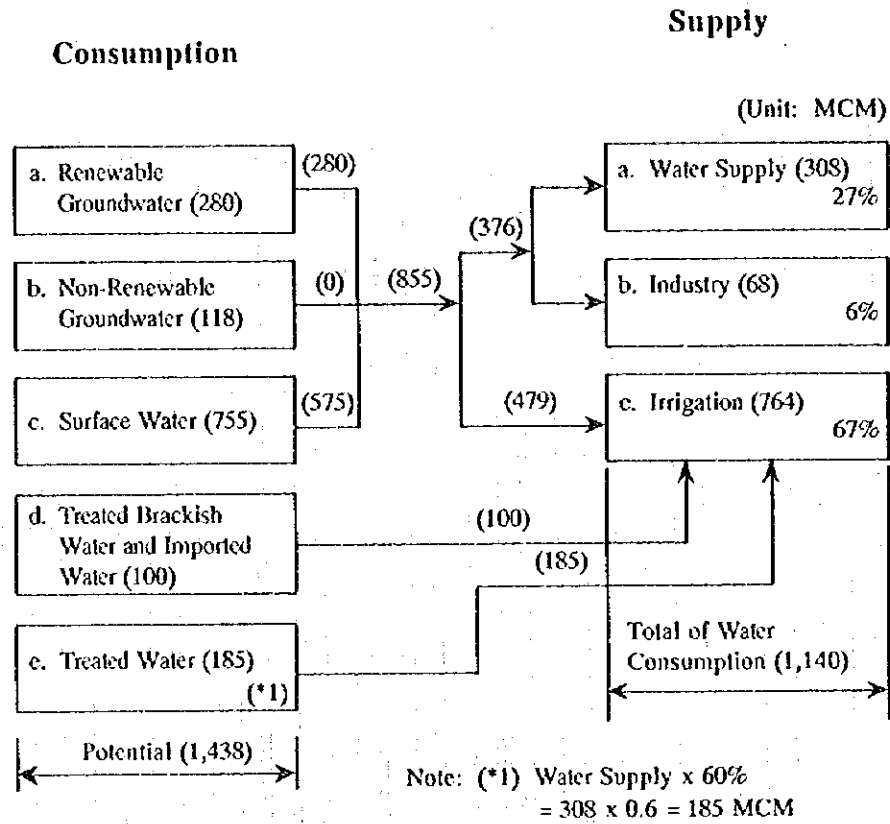 Supply
Consumption
(Unit: MCM)
a. Renewable
Groundwater (280)
(280)
b. Non-Renewable
Groundwater (118)
(0)
(855)
c. Surface Water (755)
(575)
(376)
(479)
a. Water Supply (308)
27%
b. Industry (68)
6%
c. Irrigation (764)
67%
d. Treated Brackish
Water and Imported
Water (100)
(100)
(185)
e. Treated Water (185)
(*1)
Total of Water
Consumption (1,140)
Potential (1,438)
Note: (*1) Water Supply x 60%
= 308 x 0.6 = 185 MCM